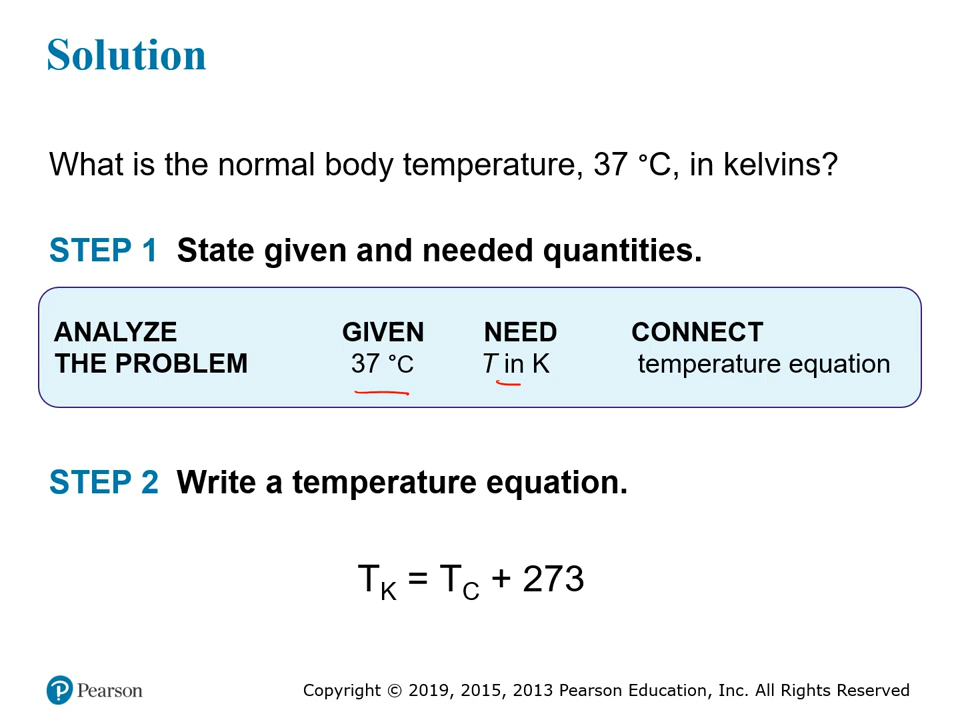 Solution
What is the normal body temperature, 37 °C, in kelvins?
STEP 1 State given and needed quantities.
ANALYZE GIVEN NEED CONNECT
THE PROBLEM 37 °C T in K temperature equation
STEP 2 Write a temperature equation.
TK = TC + 273
Pearson
Copyright © 2019, 2015, 2013 Pearson Education, Inc. All Rights Reserved